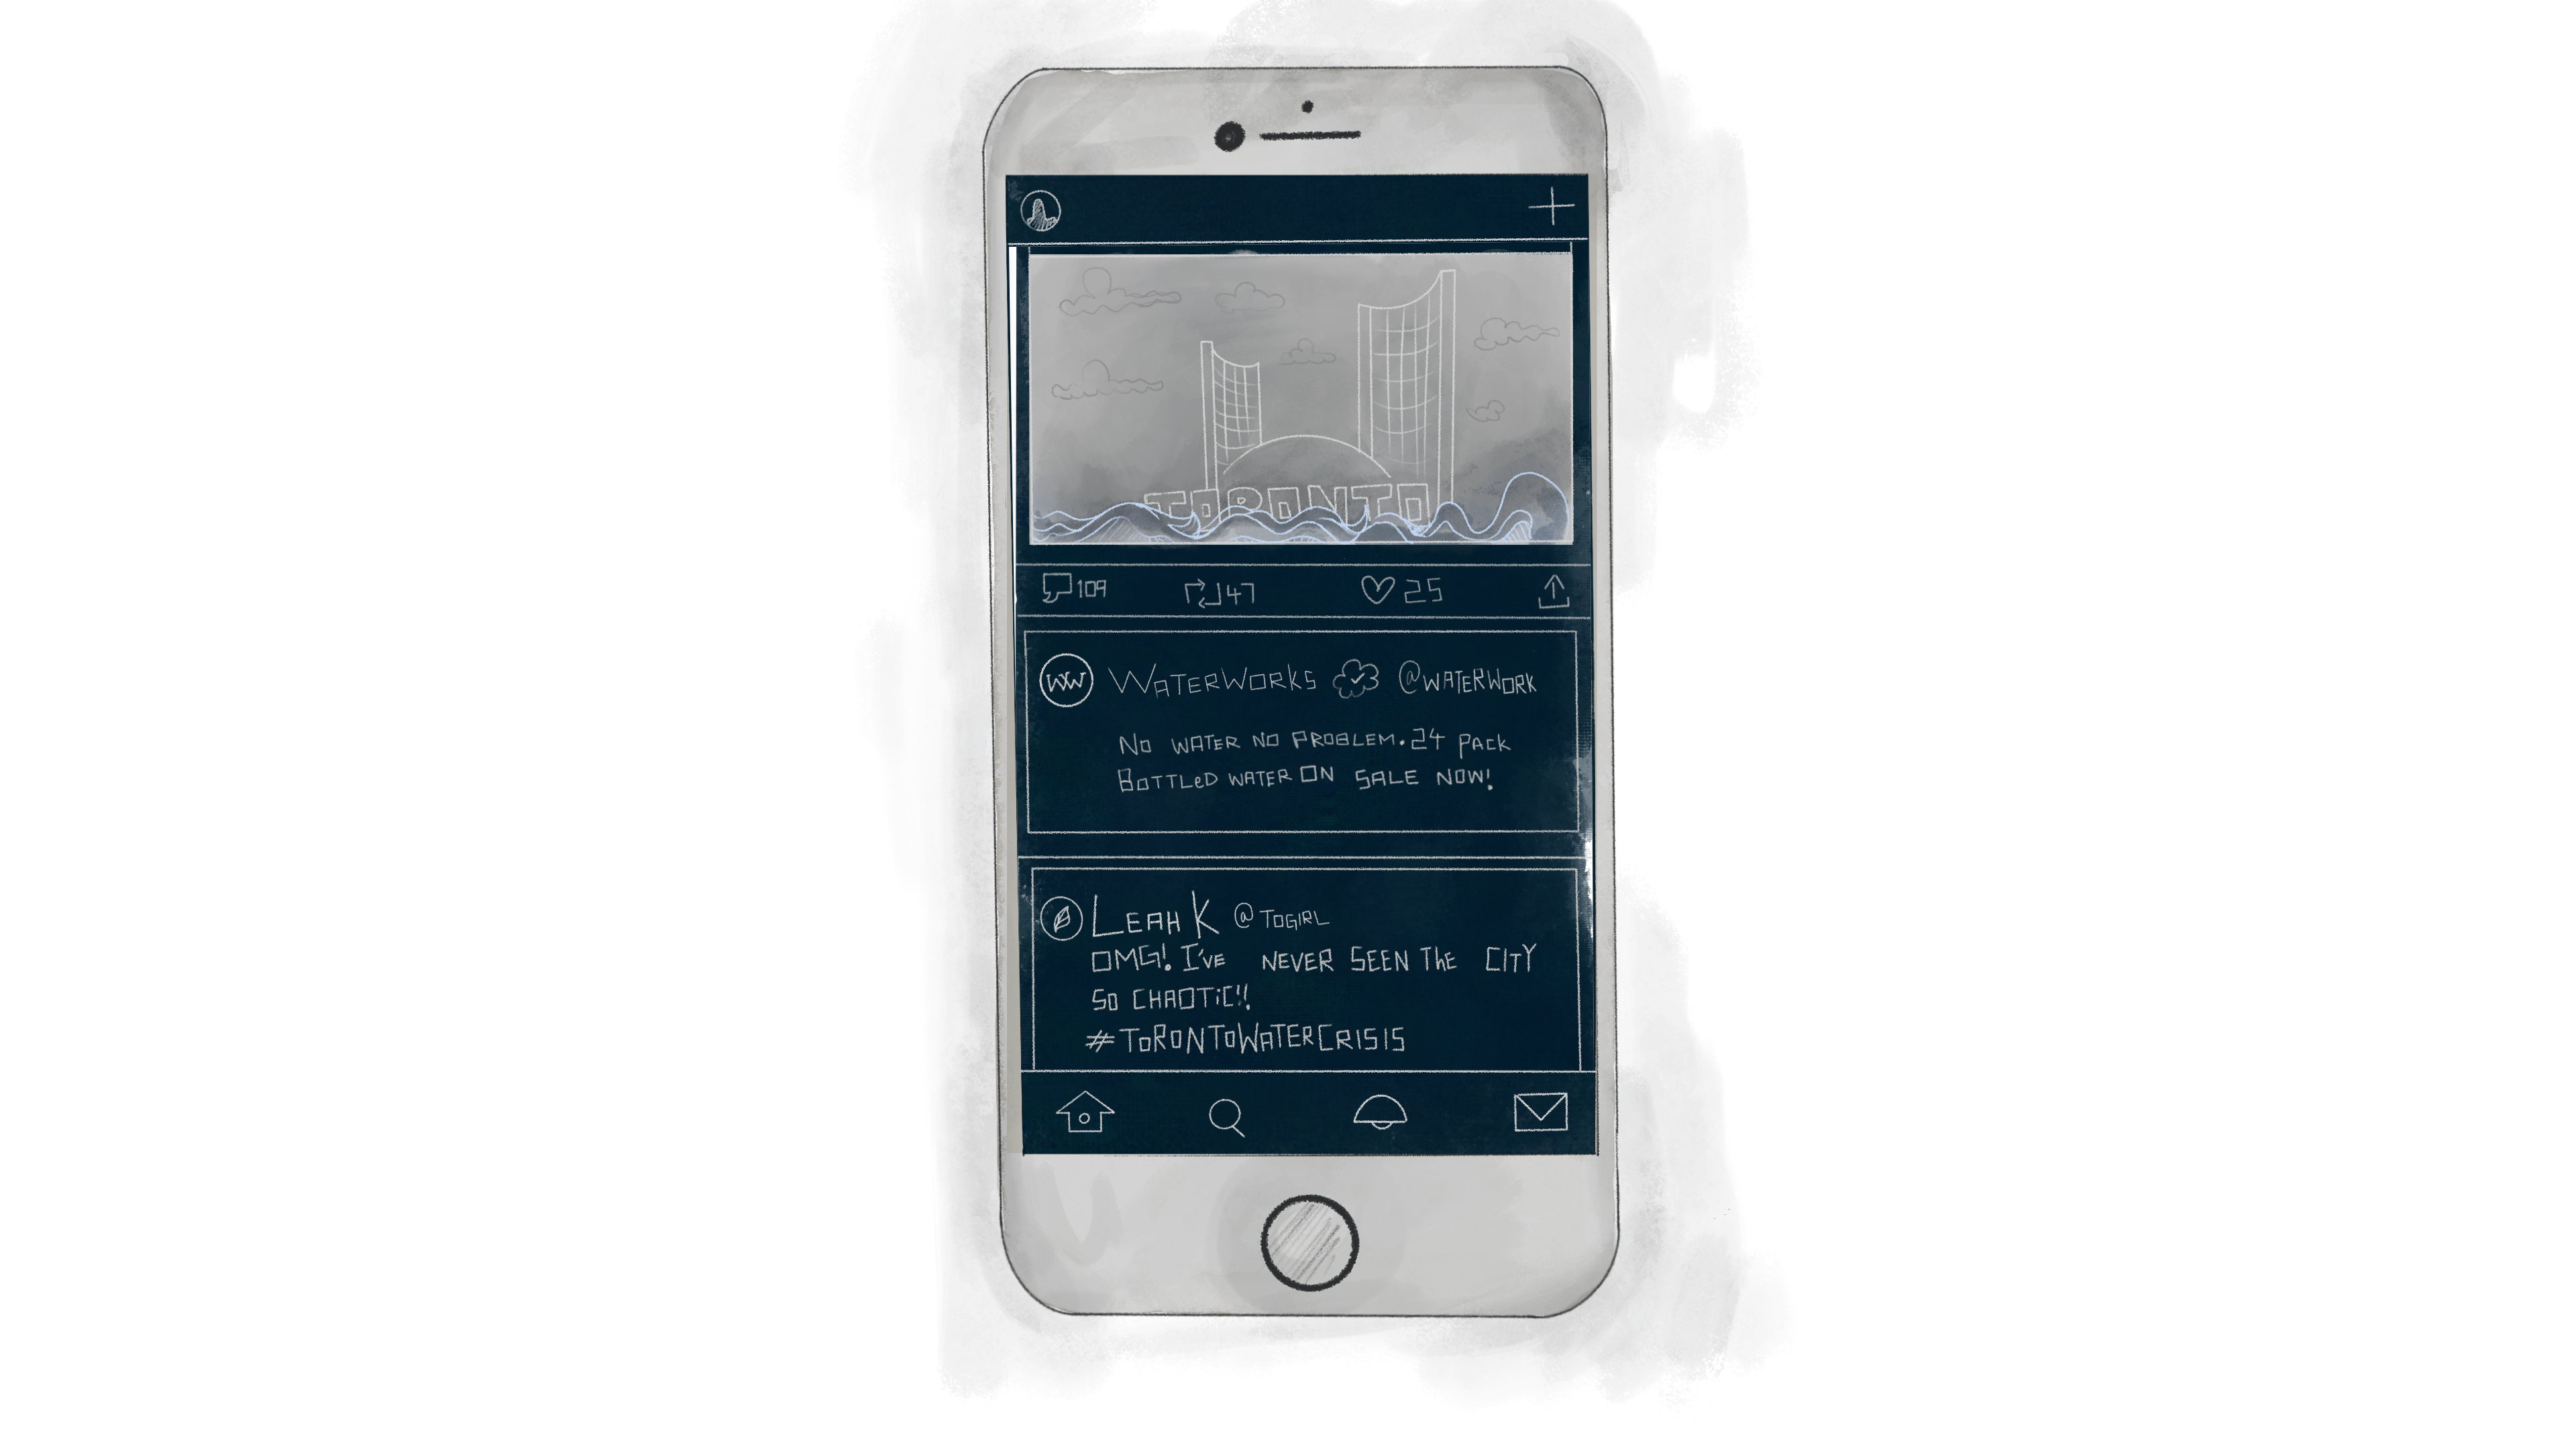 TORONTO
109 47 25
WW WATERWORKS @WATERWORK
NO WATER NO PROBLEM. 24 PACK
BOTTLeD WATER ON SALE NOW!
LEAH K @TOGIRL
OMG! I'VE NEVER SEEN ThE CITY
SO CHAOTiC!!
#ToRONToWATERCRISIS